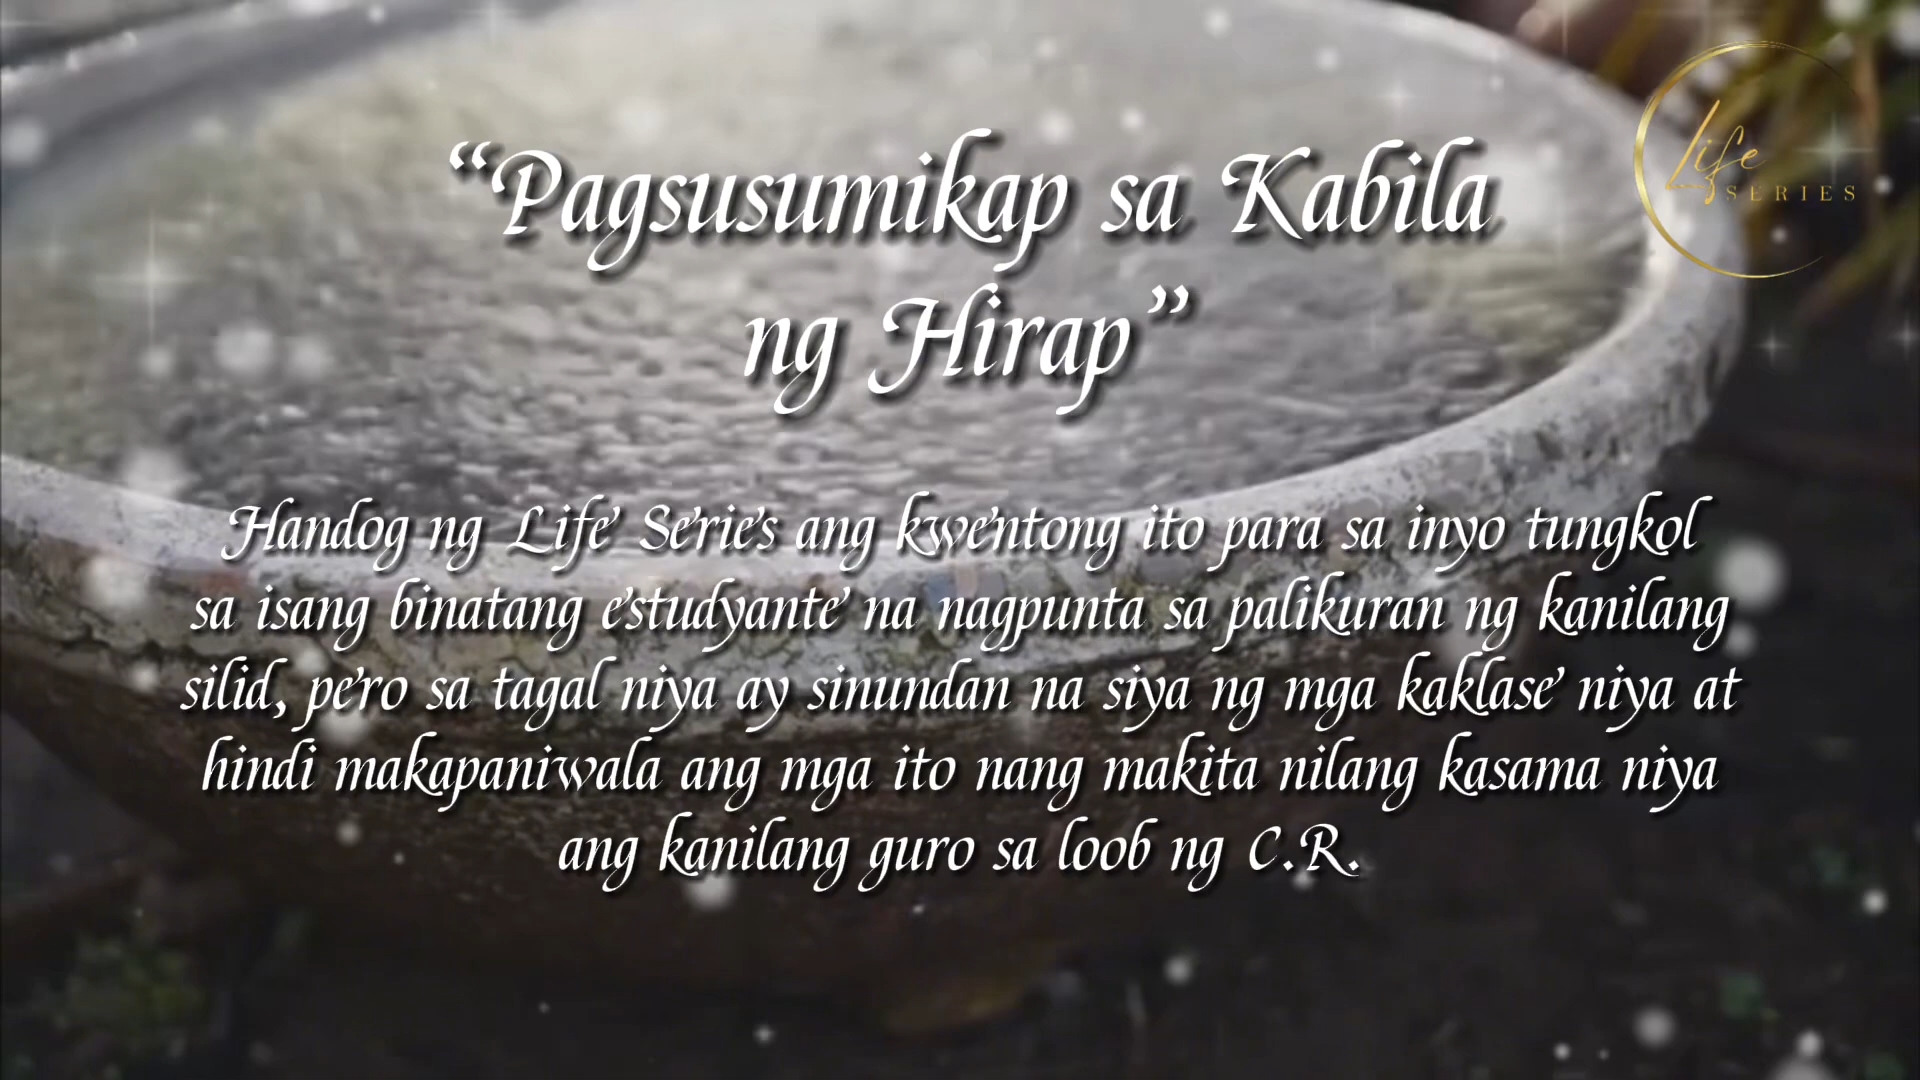 “Pagsusumikap sa Kabila
ng Hirap”
Life
SERIES
Handog ng Life Series ang kwentong ito para sa inyo tungkol
sa isang binatang estudyante na nagpunta sa palikuran ng kanilang
silid, pero sa tagal niya ay sinundan na siya ng mga kaklase niya at
hindi makapaniwala ang mga ito nang makita nilang kasama niya
ang kanilang guro sa loob ng C.R.